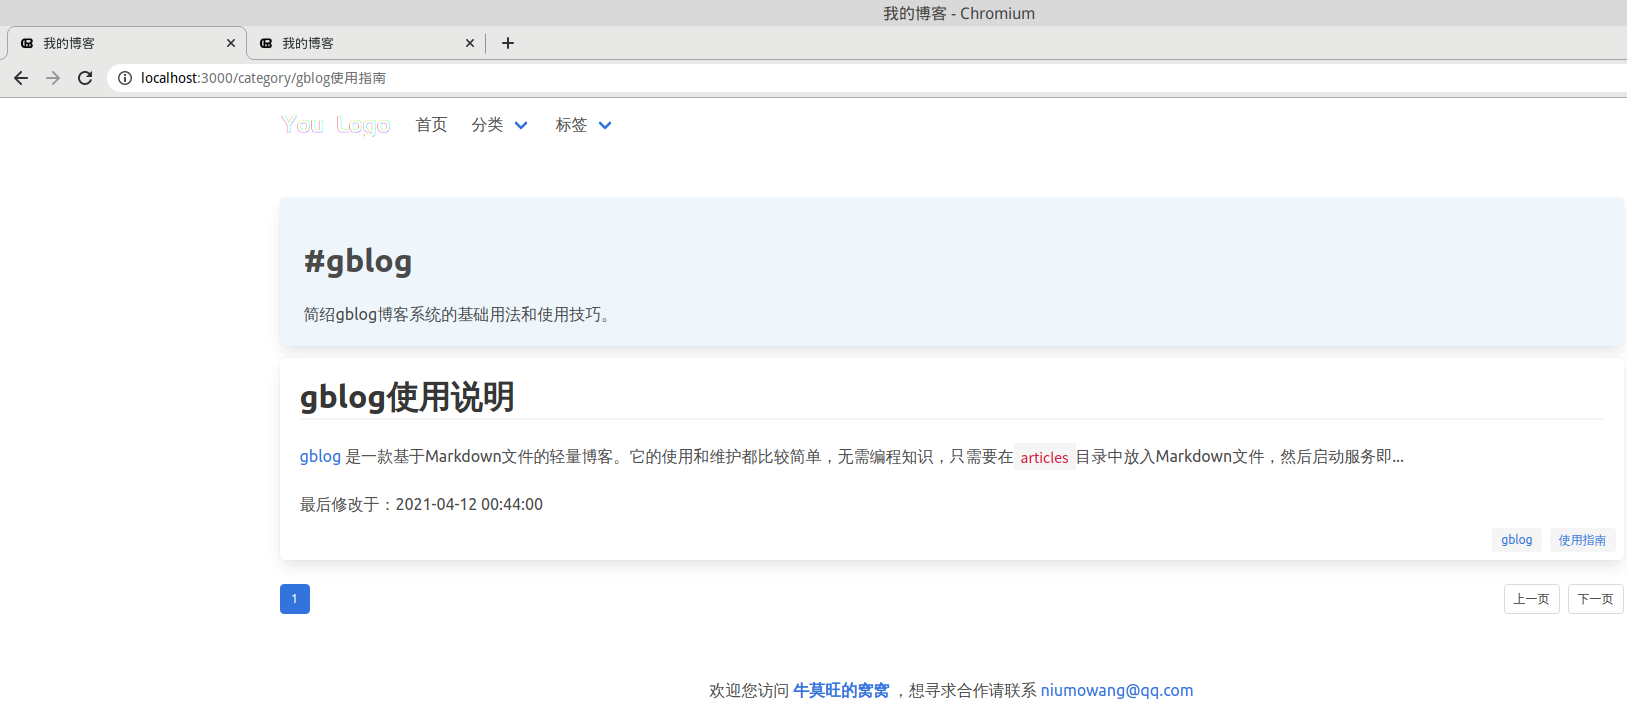 我的博客 - Chromium
我的博客 我的博客
localhost:3000/category/gblog使用指南
You Logo 首页 分类 标签
#gblog
简绍gblog博客系统的基础用法和使用技巧。
gblog使用说明
gblog 是一款基于Markdown文件的轻量博客。它的使用和维护都比较简单，无需编程知识，只需要在 articles 目录中放入Markdown文件，然后启动服务即...
最后修改于：2021-04-12 00:44:00
gblog 使用指南
1 上一页 下一页
欢迎您访问 牛莫旺的窝窝 ，想寻求合作请联系 niumowang@qq.com